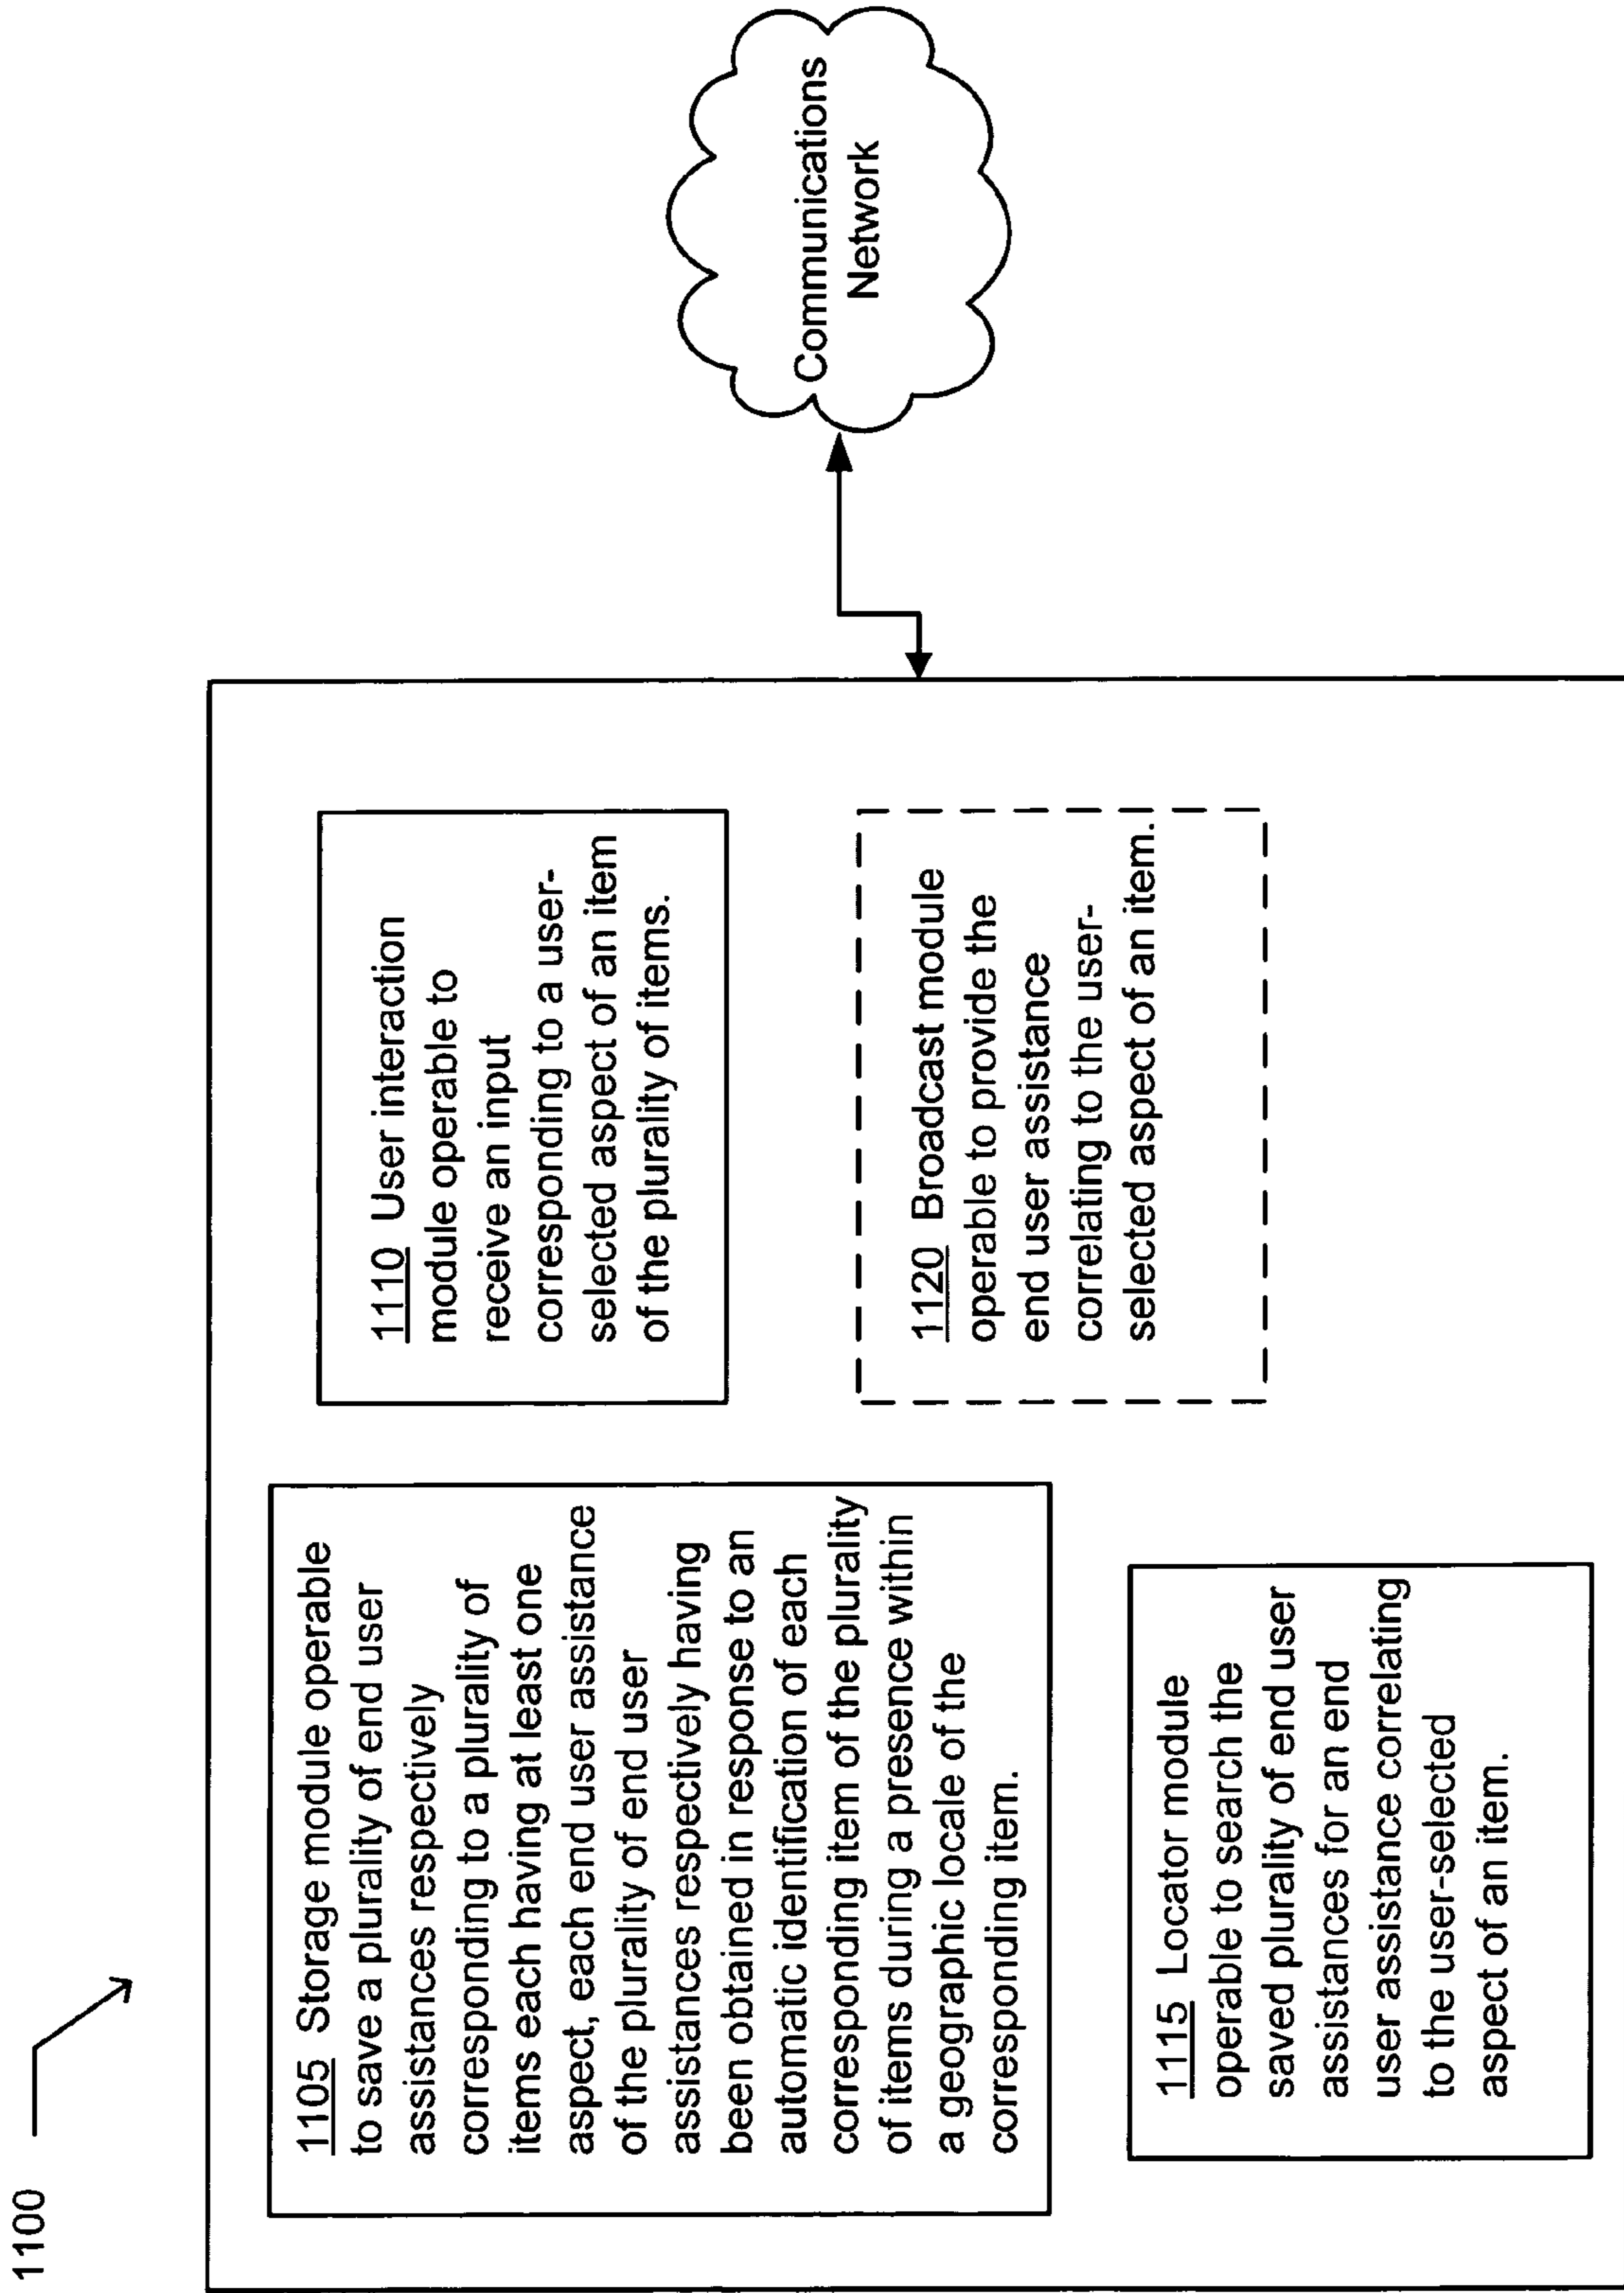 1100
1105 Storage module operable
to save a plurality of end user
assistances respectively
corresponding to a plurality of
items each having at least one
aspect, each end user assistance
of the plurality of end user
assistances respectively having
been obtained in response to an
automatic identification of each
corresponding item of the plurality
of items during a presence within
a geographic locale of the
corresponding item.
1110 User interaction
module operable to
receive an input
corresponding to a user-
selected aspect of an item
of the plurality of items.
1115 Locator module
operable to search the
saved plurality of end user
assistances for an end
user assistance correlating
to the user-selected
aspect of an item.
1120 Broadcast module
operable to provide the
end user assistance
correlating to the user-
selected aspect of an item.
Communications
Network